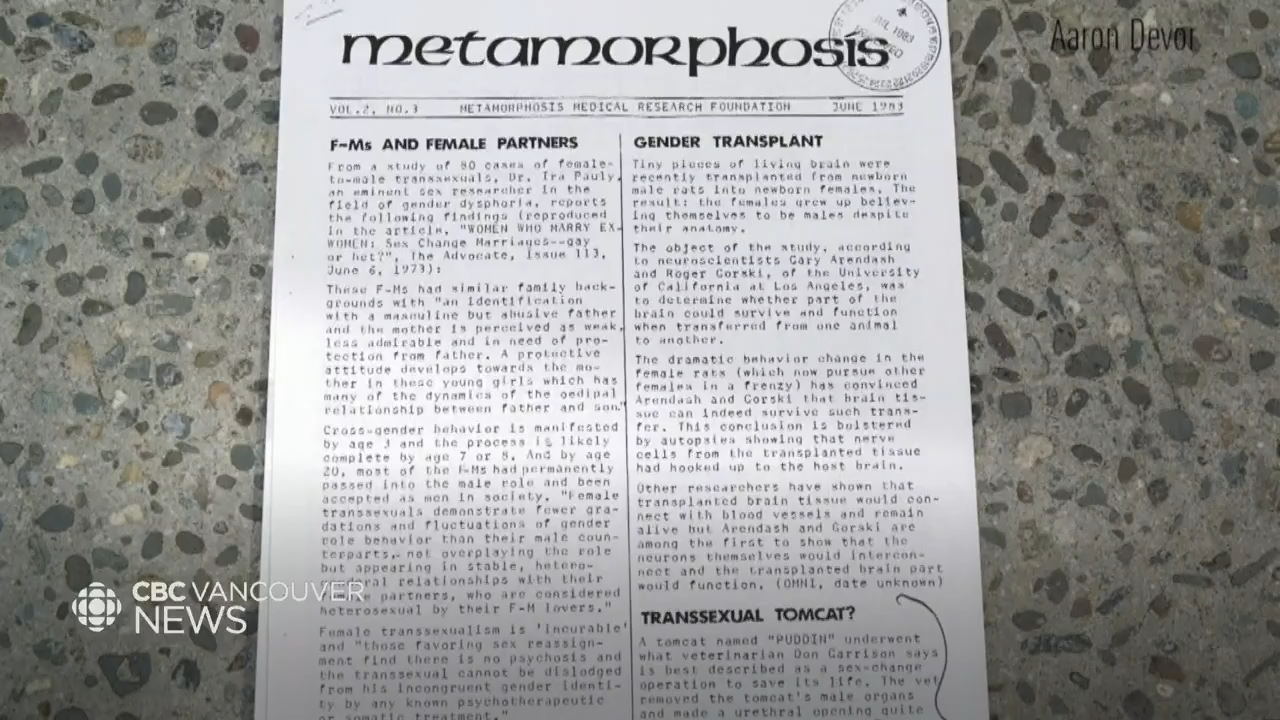 Aaron Devor
metamorphosis
JUL 1983
VOL.2, NO.3 METAMORPHOSIS MEDICAL RESEARCH FOUNDATION JUNE 1983
F-Ms AND FEMALE PARTNERS
From a study of 80 cases of female-
to-male transsexuals, Dr. Ira Pauly,
an eminent sex researcher in the
field of gender dysphoria, reports
the following findings (reproduced
in the article, "WOMEN WHO MARRY EX-
WOMEN: Sex Change Marriages--gay
or het?", The Advocate, Issue 113,
June 6, 1973):
These F-Ms had similar family back-
grounds with "an identification
with a masculine but abusive father
and the mother is perceived as weak,
less admirable and in need of pro-
tection from father. A protective
attitude develops towards the mo-
ther in these young girls which has
many of the dynamics of the oedipal
relationship between father and son."
Cross-gender behavior is manifested
by age 3 and the process is likely
complete by age 7 or 8. And by age
20, most of the F-Ms had permanently
passed into the male role and been
accepted as men in society. "Female
transsexuals demonstrate fewer gra-
dations and fluctuations of gender
role behavior than their male coun-
terparts, not overplaying the role
but appearing in stable, hetero-
relationships with their
partners, who are considered
heterosexual by their F-M lovers."
Female transsexualism is 'incurable'
and "those favoring sex reassign-
ment find there is no psychosis and
the transsexual cannot be dislodged
from his incongruent gender identi-
ty by any known psychotherapeutic
or somatic treatment."
GENDER TRANSPLANT
Tiny pieces of living brain were
recently transplanted from newborn
male rats into newborn females. The
result: the females grew up believ-
ing themselves to be males despite
their anatomy.
The object of the study, according
to neuroscientists Gary Arendash
and Roger Gorski, of the University
of California at Los Angeles, was
to determine whether part of the
brain could survive and function
when transferred from one animal
to another.
The dramatic behavior change in the
female rats (which now pursue other
females in a frenzy) has convinced
Arendash and Gorski that brain tis-
sue can indeed survive such trans-
fer. This conclusion is bolstered
by autopsies showing that nerve
cells from the transplanted tissue
had hooked up to the host brain.
Other researchers have shown that
transplanted brain tissue would con-
nect with blood vessels and remain
alive but Arendash and Gorski are
among the first to show that the
neurons themselves would intercon-
nect and the transplanted brain part
would function. (OMNI, date unknown)
TRANSSEXUAL TOMCAT?
A tomcat named "PUDDIN" underwent
what veterinarian Don Garrison says
is best described as a sex-change
operation to save its life. The vet
removed the tomcat's male organs
and made a urethral opening quite
CBC VANCOUVER
NEWS